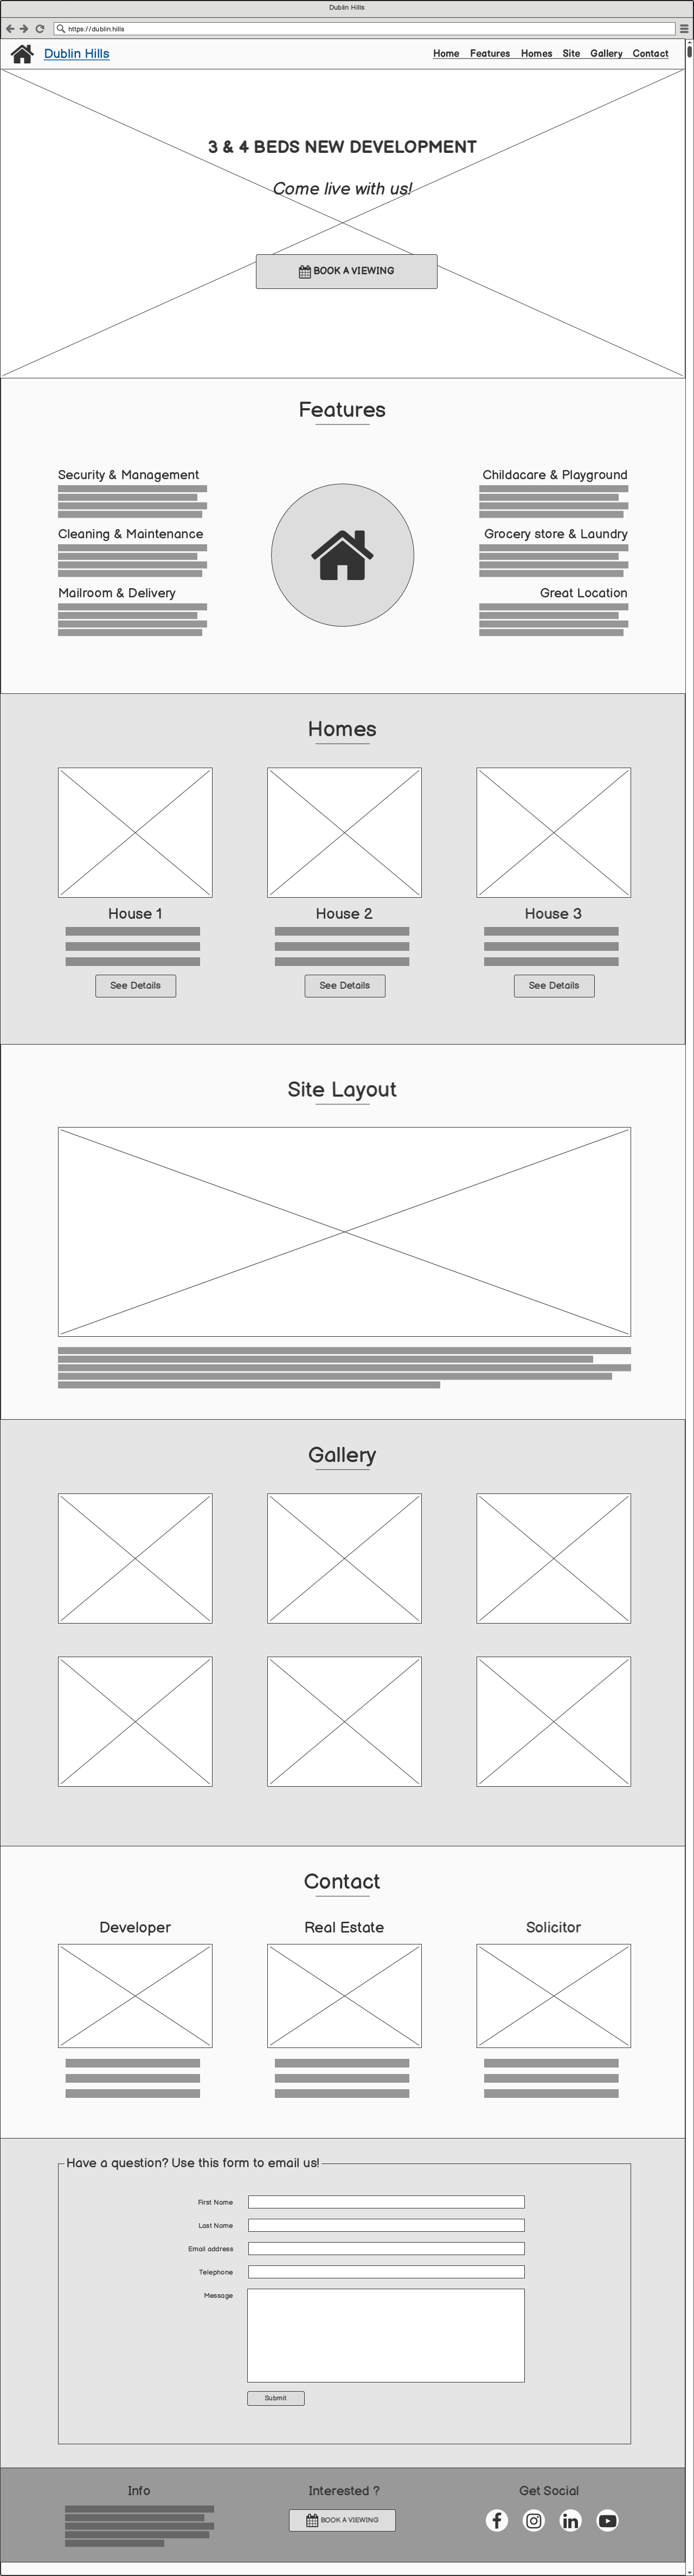 Dublin Hills
https://dublin.hills
Dublin Hills
Home Features Homes Site Gallery Contact
3 & 4 BEDS NEW DEVELOPMENT
Come live with us!
BOOK A VIEWING
Features
Security & Management
Cleaning & Maintenance
Mailroom & Delivery
Childacare & Playground
Grocery store & Laundry
Great Location
Homes
House 1
House 2
House 3
See Details
See Details
See Details
Site Layout
Gallery
Contact
Developer
Real Estate
Solicitor
Have a question? Use this form to email us!
First Name
Last Name
Email address
Telephone
Message
Submit
Info
Interested ?
BOOK A VIEWING
Get Social